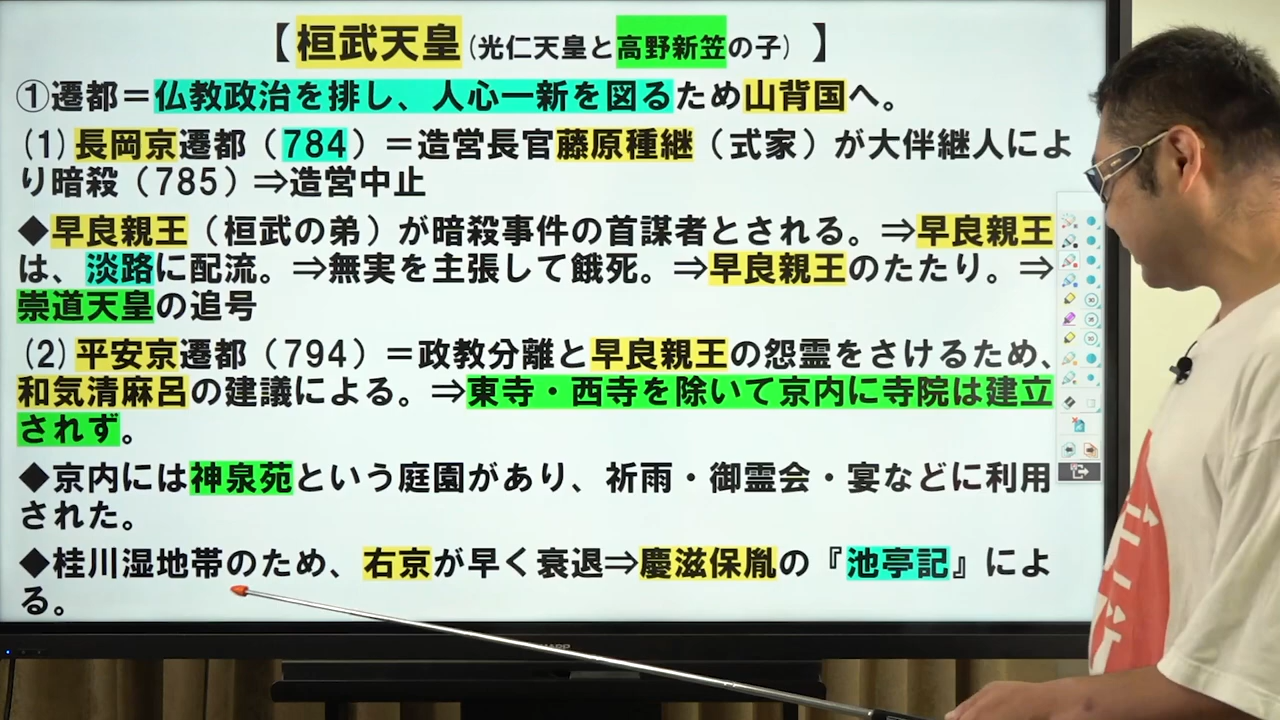 【桓武天皇(光仁天皇と高野新笠の子)】
①遷都＝仏教政治を排し、人心一新を図るため山背国へ。
(1)長岡京遷都（784）＝造営長官藤原種継（式家）が大伴継人によ
り暗殺（785）⇒造営中止
◆早良親王（桓武の弟）が暗殺事件の首謀者とされる。⇒早良親王
は、淡路に配流。⇒無実を主張して餓死。⇒早良親王のたたり。⇒
崇道天皇の追号
(2)平安京遷都（794）＝政教分離と早良親王の怨霊をさけるため、
和気清麻呂の建議による。⇒東寺・西寺を除いて京内に寺院は建立
されず。
◆京内には神泉苑という庭園があり、祈雨・御霊会・宴などに利用
された。
◆桂川湿地帯のため、右京が早く衰退⇒慶滋保胤の『池亭記』によ
る。
SHARP